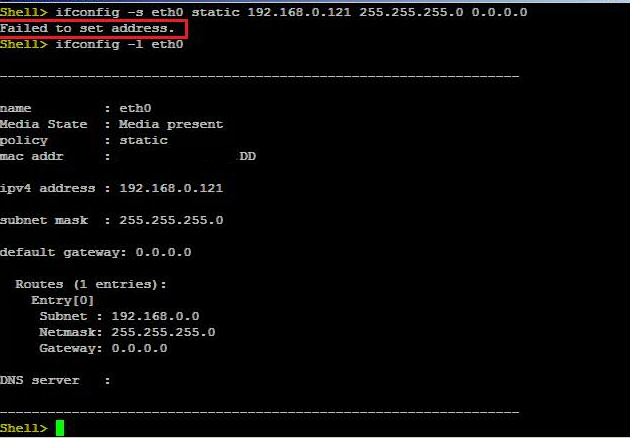 Shell> ifconfig -s eth0 static 192.168.0.121 255.255.255.0 0.0.0.0
Failed to set address.
Shell> ifconfig -l eth0
-----------------------------------------------------------------
name : eth0
Media State : Media present
policy : static
mac addr : DD
ipv4 address : 192.168.0.121
subnet mask : 255.255.255.0
default gateway: 0.0.0.0
Routes (1 entries):
Entry[0]
Subnet : 192.168.0.0
Netmask: 255.255.255.0
Gateway: 0.0.0.0
DNS server :
-----------------------------------------------------------------
Shell>